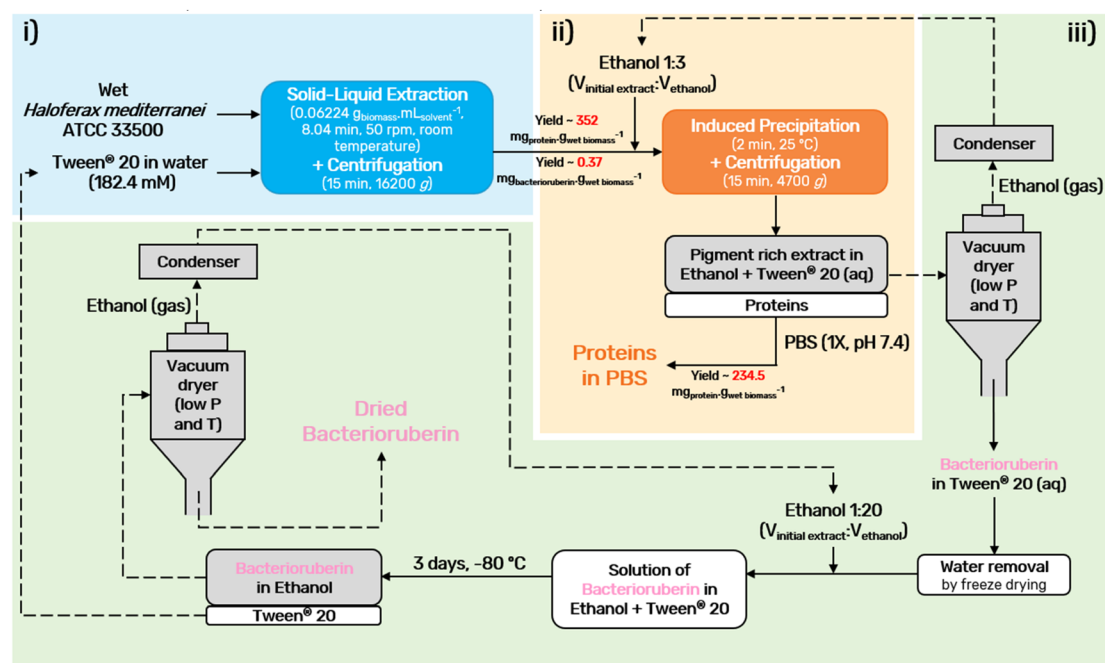 i)
Wet
Haloferax mediterranei
ATCC 33500
Tween® 20 in water
(182.4 mM)
Solid-Liquid Extraction
(0.06224 gbiomass.mLsolvent⁻¹,
8.04 min, 50 rpm, room
temperature)
+ Centrifugation
(15 min, 16200 g)
Yield ~ 352
mgprotein.gwet biomass⁻¹
Yield ~ 0.37
mgbacterioruberin.gwet biomass⁻¹
ii)
Ethanol 1:3
(Vinitial extract:Vethanol)
Induced Precipitation
(2 min, 25 °C)
+ Centrifugation
(15 min, 4700 g)
Pigment rich extract in
Ethanol + Tween® 20 (aq)
Proteins
PBS (1X, pH 7.4)
Proteins
in PBS
Yield ~ 234.5
mgprotein.gwet biomass⁻¹
iii)
Condenser
Ethanol (gas)
Vacuum
dryer
(low P
and T)
Bacterioruberin
in Tween® 20 (aq)
Water removal
by freeze drying
Ethanol 1:20
(Vinitial extract:Vethanol)
Solution of
Bacterioruberin in
Ethanol + Tween® 20
3 days, -80 °C
Bacterioruberin
in Ethanol
Tween® 20
Condenser
Ethanol (gas)
Vacuum
dryer
(low P
and T)
Dried
Bacterioruberin